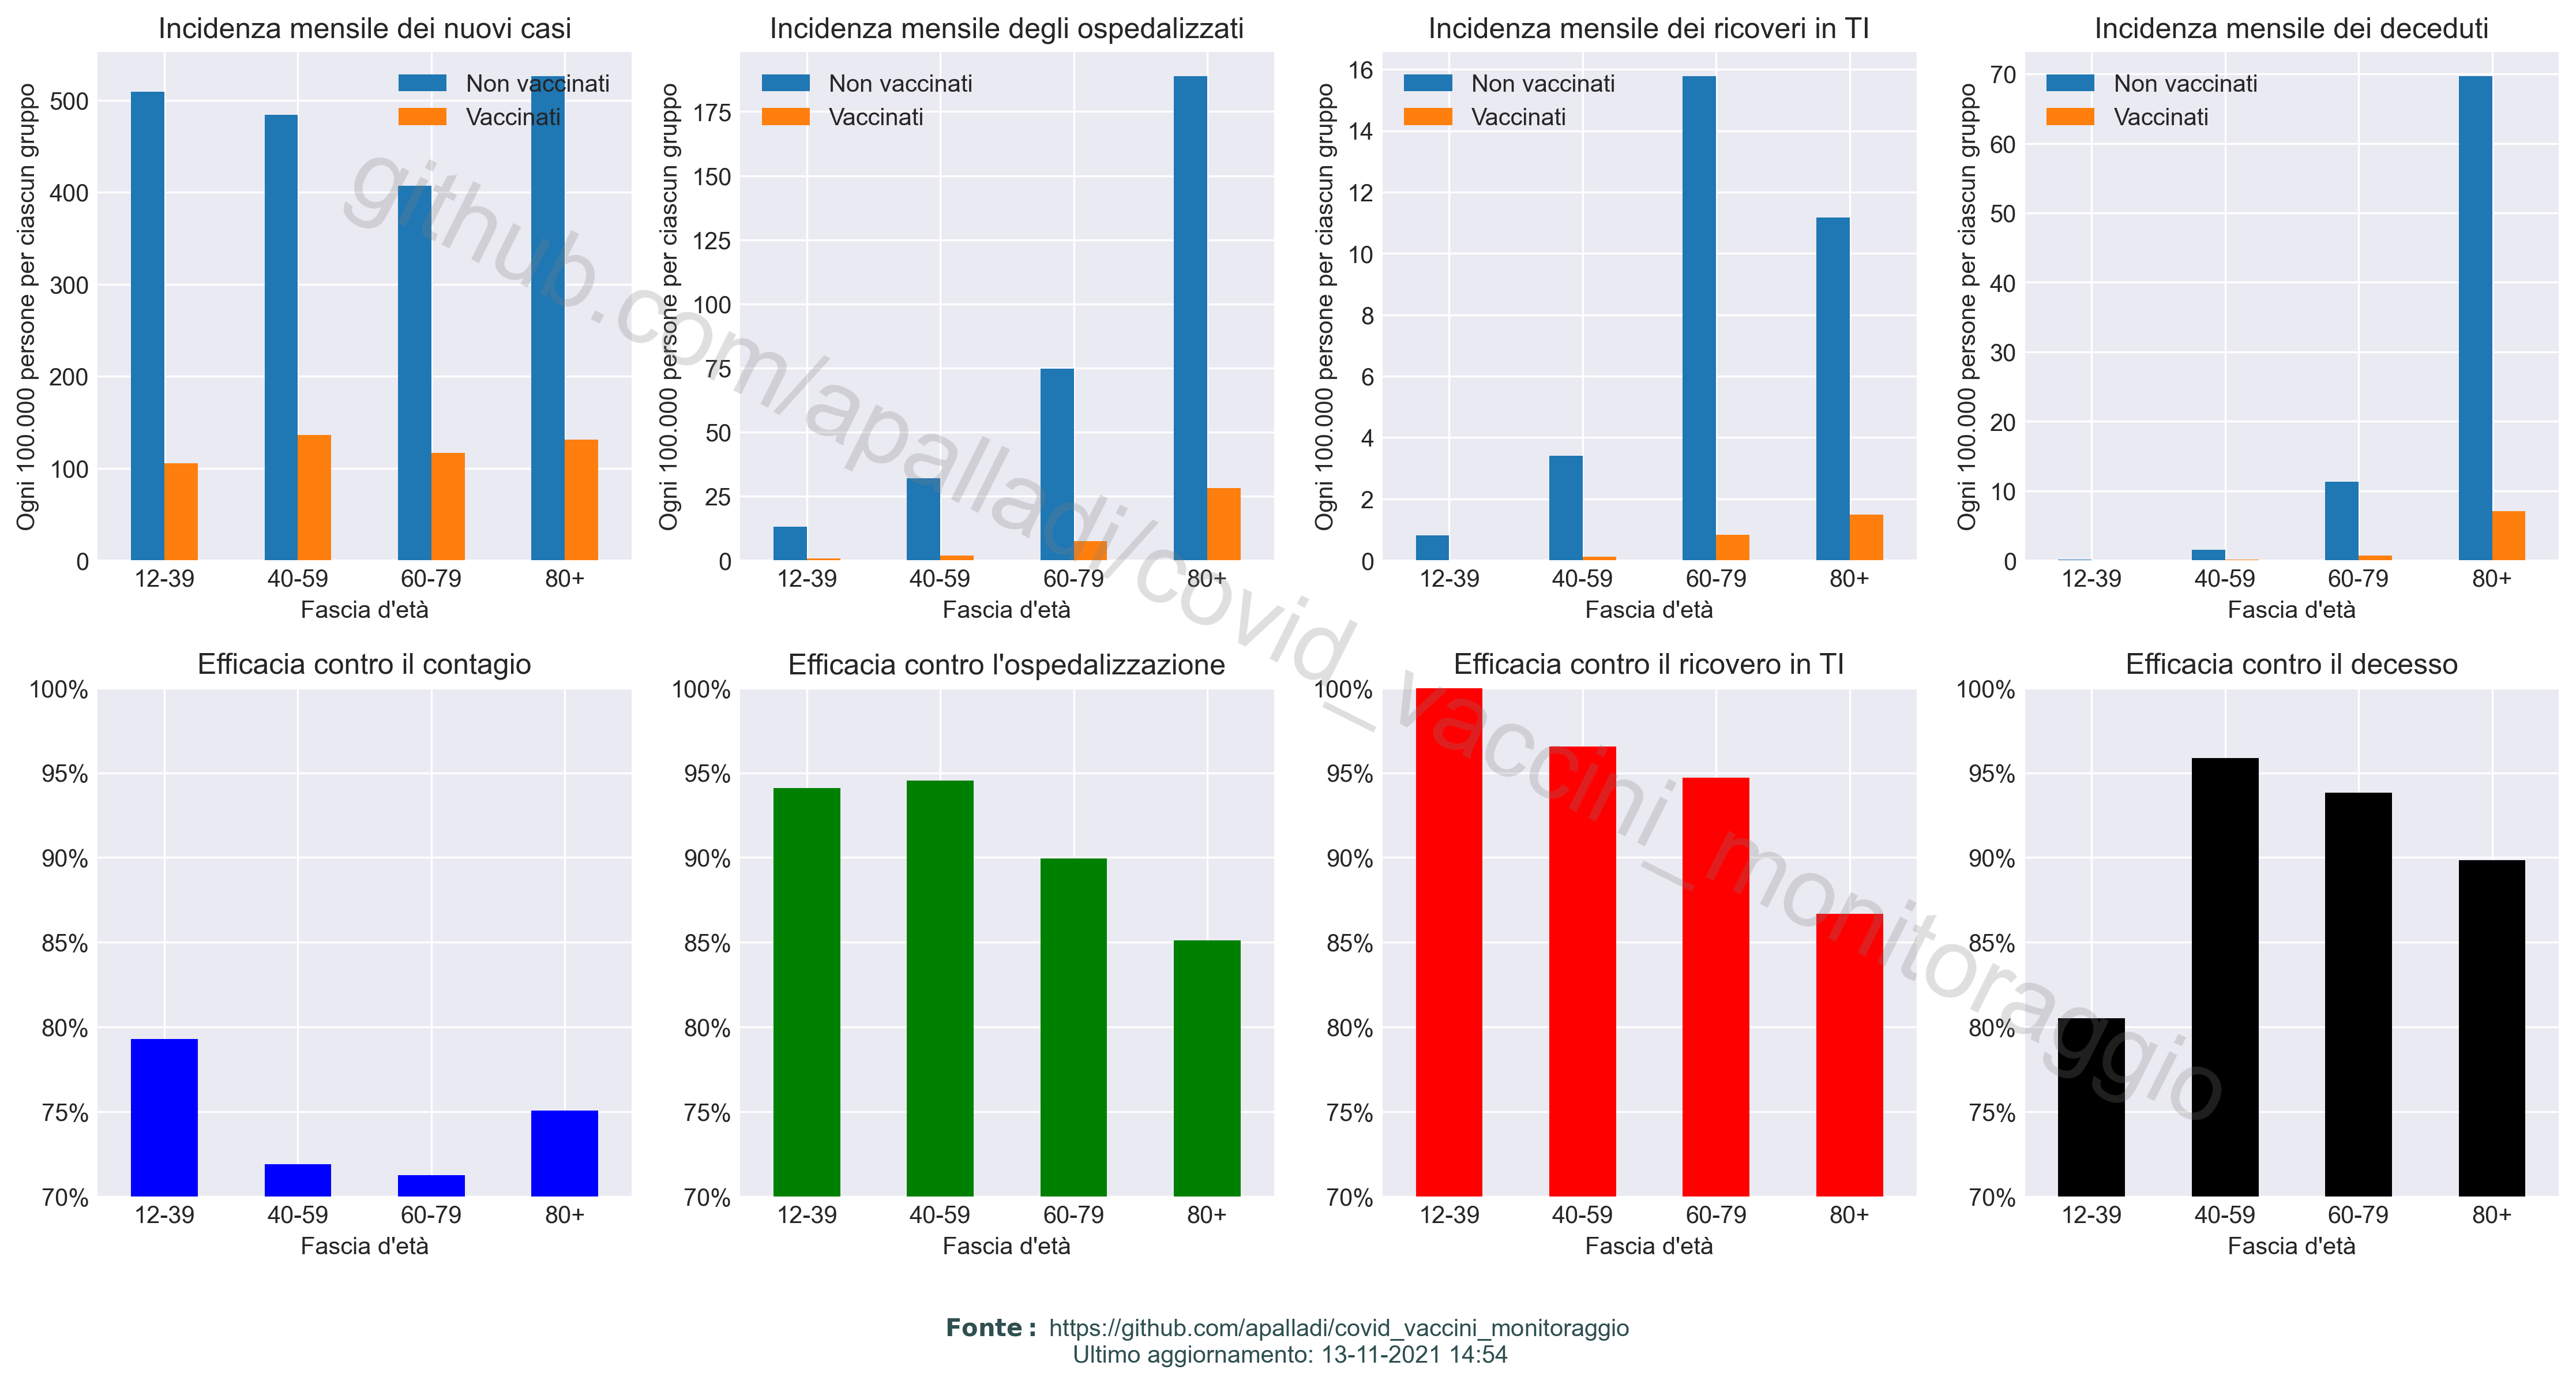 Incidenza mensile dei nuovi casi
Ogni 100.000 persone per ciascun gruppo
500
400
300
200
100
0
Non vaccinati
Vaccinati
12-39 40-59 60-79 80+
Fascia d'età
Incidenza mensile degli ospedalizzati
Ogni 100.000 persone per ciascun gruppo
175
150
125
100
75
50
25
0
Non vaccinati
Vaccinati
12-39 40-59 60-79 80+
Fascia d'età
Incidenza mensile dei ricoveri in TI
Ogni 100.000 persone per ciascun gruppo
16
14
12
10
8
6
4
2
0
Non vaccinati
Vaccinati
12-39 40-59 60-79 80+
Fascia d'età
Incidenza mensile dei deceduti
Ogni 100.000 persone per ciascun gruppo
70
60
50
40
30
20
10
0
Non vaccinati
Vaccinati
12-39 40-59 60-79 80+
Fascia d'età
Efficacia contro il contagio
100%
95%
90%
85%
80%
75%
70%
12-39 40-59 60-79 80+
Fascia d'età
Efficacia contro l'ospedalizzazione
100%
95%
90%
85%
80%
75%
70%
12-39 40-59 60-79 80+
Fascia d'età
Efficacia contro il ricovero in TI
100%
95%
90%
85%
80%
75%
70%
12-39 40-59 60-79 80+
Fascia d'età
Efficacia contro il decesso
100%
95%
90%
85%
80%
75%
70%
12-39 40-59 60-79 80+
Fascia d'età
github.com/apalladi/covid_vaccini_monitoraggio
Fonte: https://github.com/apalladi/covid_vaccini_monitoraggio
Ultimo aggiornamento: 13-11-2021 14:54